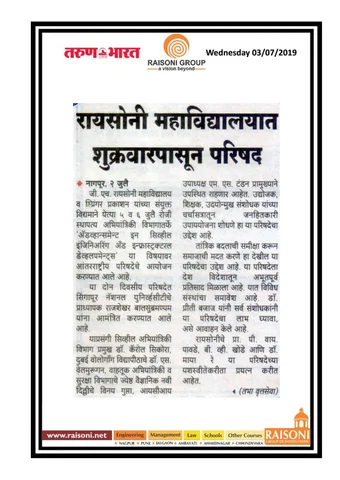 तरुण भारत
RAISONI GROUP
a vision beyond
Wednesday 03/07/2019
रायसोनी महाविद्यालयात
शुक्रवारपासून परिषद
नागपूर, २ जुलै
जी. एच. रायसोनी महाविद्यालय
व स्प्रिंगर प्रकाशन यांच्या संयुक्त
विद्यमाने येत्या ५ व ६ जुलै रोजी
स्थापत्य अभियांत्रिकी विभागातर्फे
'ॲडव्हान्समेन्ट इन सिव्हील
इंजिनिअरिंग अँड इन्फ्रास्ट्रक्टरल
डेव्हलपमेन्ट्स' या विषयावर
आंतरराष्ट्रीय परिषदेचे आयोजन
करण्यात आले आहे.
या दोन दिवसीय परिषदेत
सिंगापूर नॅशनल युनिव्हर्सीटीचे
प्राध्यापक राजशेखर बालसुब्रमण्यम
यांना आमंत्रित करण्यात आले
आहे.
याप्रसंगी सिव्हील अभियांत्रिकी
विभाग प्रमुख डॉ. कॅरोल सिकोरा,
दुबई वोलोगाँग विद्यापीठाचे डॉ. एस.
वेलमुरूगन, वाहतूक अभियांत्रिकी व
सुरक्षा विभागाचे ज्येष्ठ वैज्ञानिक नवी
दिल्लीचे विनय गुप्ता, आयसीआय
उपाध्यक्ष एम. एस. टंडन प्रामुख्याने
उपस्थित राहणार आहेत. उद्योजक,
शिक्षक, उदयोन्मुख संशोधक यांच्या
चर्चासत्रातून जनहितकारी
उपाययोजना शोधणे हा या परिषदेचा
उद्देश आहे.
तांत्रिक बदलाची समीक्षा करून
समाजाची मदत करणे हा देखील या
परिषदेचा उद्देश आहे. या परिषदेला
देश विदेशातून अभूतपूर्व
प्रतिसाद मिळाला आहे. यात विविध
संस्थांचा समावेश आहे. डॉ.
प्रीती बजाज यांनी सर्व संशोधकांनी
या परिषदेचा लाभ घ्यावा,
असे आवाहन केले आहे.
रायसोनीचे प्रा. पी. वाय.
पावडे, बी. व्ही. खोडे आणि डॉ.
माया रे या परिषदेच्या
यशस्वीतेकरीता प्रयत्न करीत
आहेत.
(तभा वृत्तसेवा)
www.raisoni.net Engineering Management Law Schools Other Courses
NAGPUR PUNE JALGAON AMRAVATI AHMEDNAGAR CHHINDWARA
RAISONI